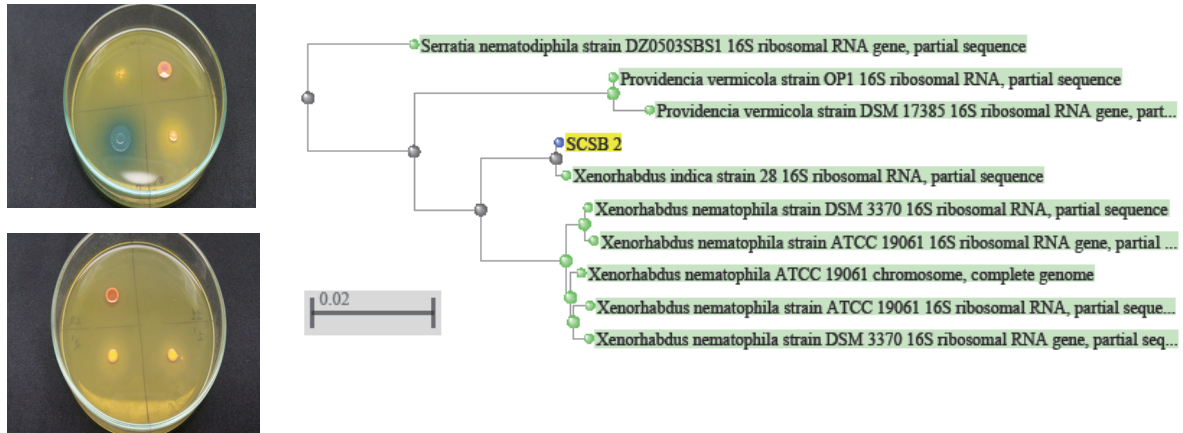 Serratia nematodiphila strain DZ0503SBS1 16S ribosomal RNA gene, partial sequence
Providencia vermicola strain OP1 16S ribosomal RNA, partial sequence
Providencia vermicola strain DSM 17385 16S ribosomal RNA gene, part...
SCSB 2
Xenorhabdus indica strain 28 16S ribosomal RNA, partial sequence
Xenorhabdus nematophila strain DSM 3370 16S ribosomal RNA, partial sequence
Xenorhabdus nematophila strain ATCC 19061 16S ribosomal RNA gene, partial ...
Xenorhabdus nematophila ATCC 19061 chromosome, complete genome
Xenorhabdus nematophila strain ATCC 19061 16S ribosomal RNA, partial seque...
Xenorhabdus nematophila strain DSM 3370 16S ribosomal RNA gene, partial seq...
0.02